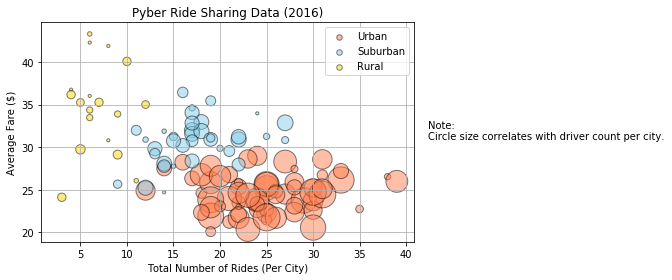 Pyber Ride Sharing Data (2016)
Urban
Suburban
Rural
40
35
30
25
20
Average Fare ($)
5
10
15
20
25
30
35
40
Total Number of Rides (Per City)
Note:
Circle size correlates with driver count per city.